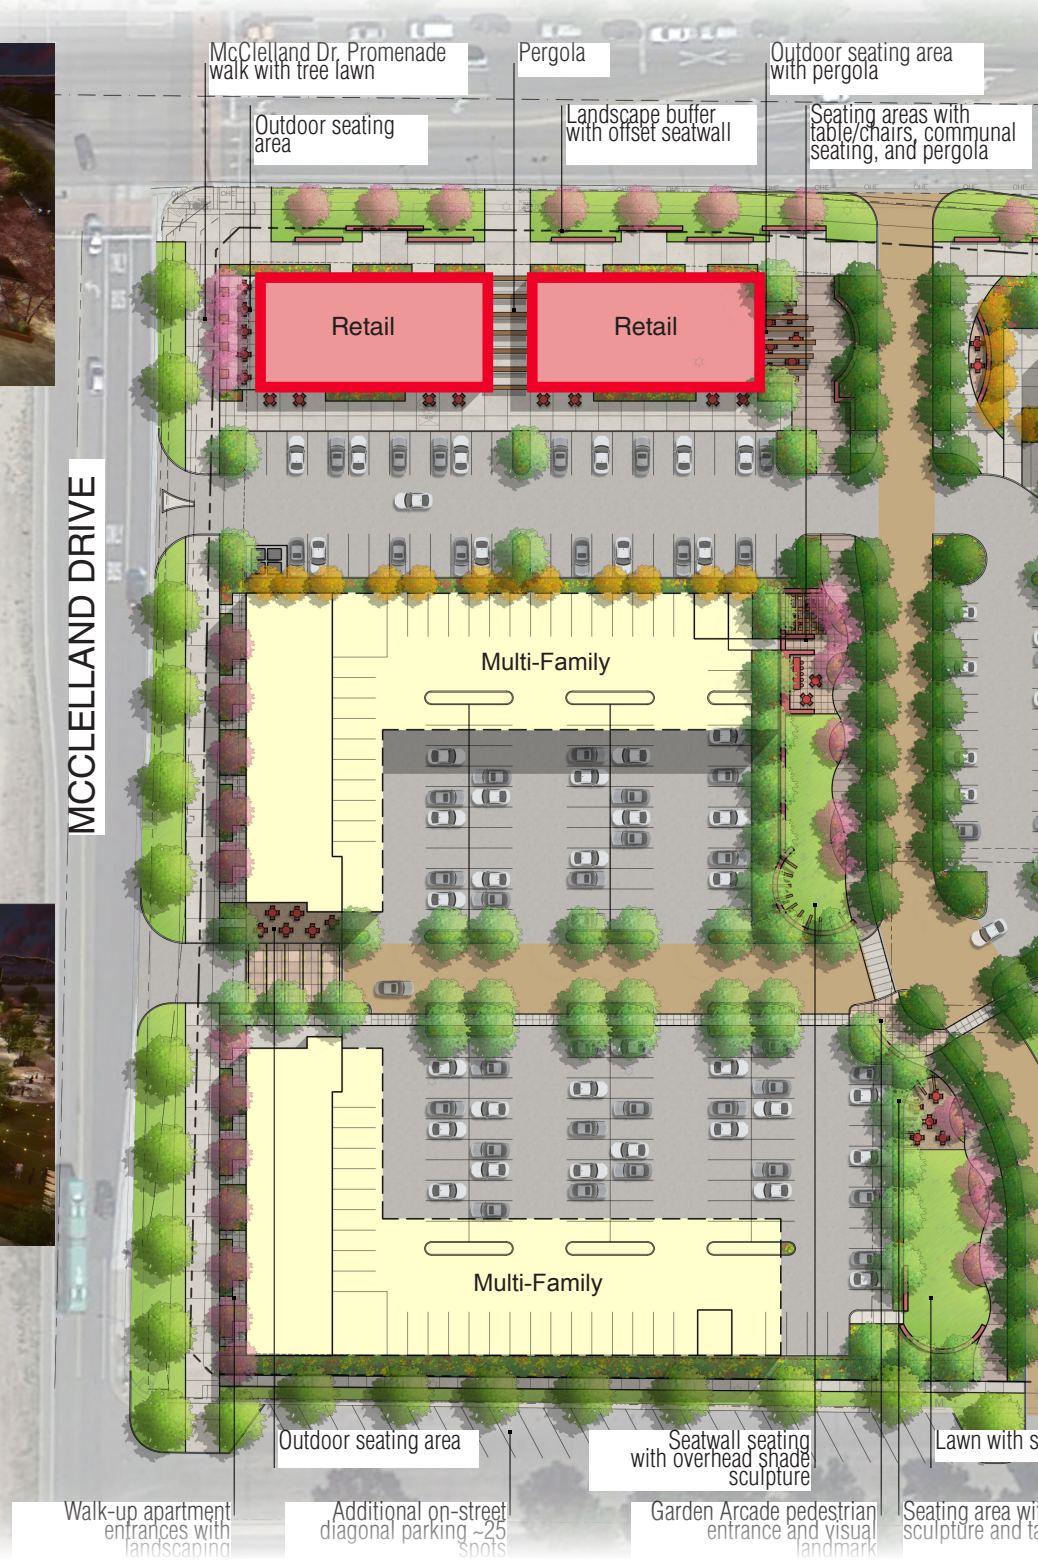 McClelland Dr. Promenade
walk with tree lawn
Pergola
Outdoor seating area
with pergola
Outdoor seating
area
Landscape buffer
with offset seatwall
Seating areas with
table/chairs, communal
seating, and pergola
Retail
Retail
MCCLELLAND DRIVE
Multi-Family
Multi-Family
Outdoor seating area
Seatwall seating
with overhead shade
sculpture
Lawn with s
Walk-up apartment
entrances with
landscaping
Additional on-street
diagonal parking ~25
spots
Garden Arcade pedestrian
entrance and visual
landmark
Seating area wi
sculpture and ta